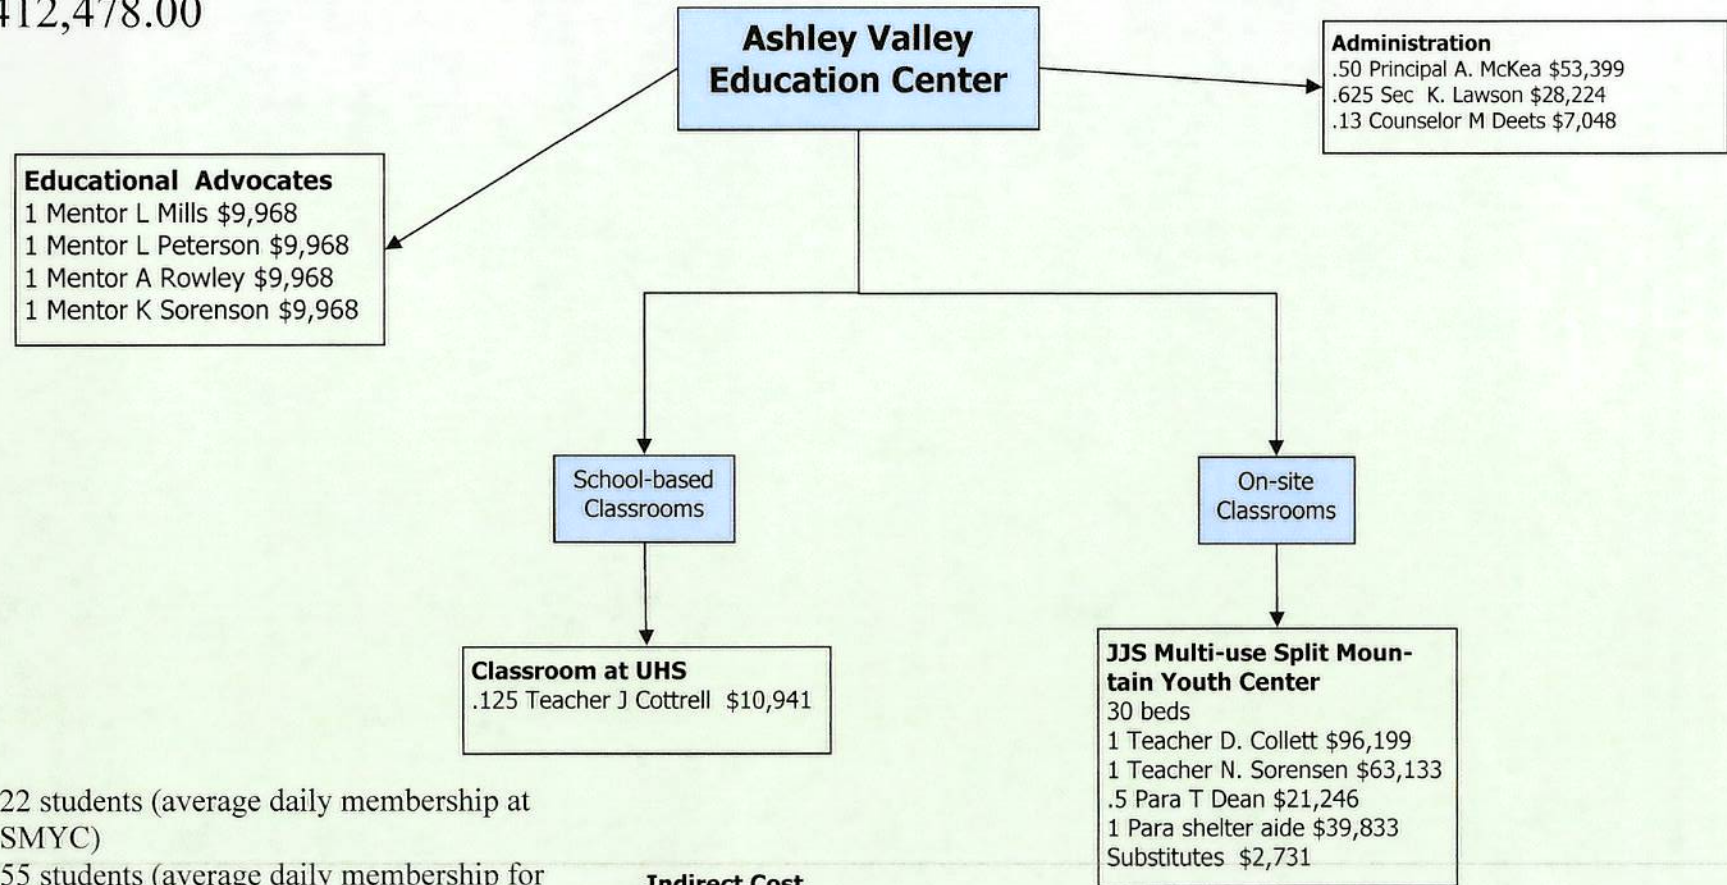 412,478.00
Ashley Valley
Education Center
Administration
.50 Principal A. McKea $53,399
.625 Sec K. Lawson $28,224
.13 Counselor M Deets $7,048
Educational Advocates
1 Mentor L Mills $9,968
1 Mentor L Peterson $9,968
1 Mentor A Rowley $9,968
1 Mentor K Sorenson $9,968
School-based
Classrooms
On-site
Classrooms
Classroom at UHS
.125 Teacher J Cottrell $10,941
JJS Multi-use Split Moun-
tain Youth Center
30 beds
1 Teacher D. Collett $96,199
1 Teacher N. Sorensen $63,133
.5 Para T Dean $21,246
1 Para shelter aide $39,833
Substitutes $2,731
22 students (average daily membership at
SMYC)
55 students (average daily membership for
Indirect Cost